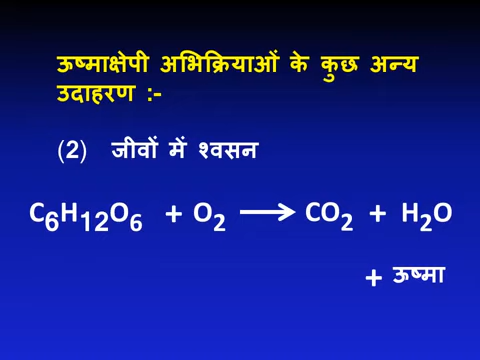 ऊष्माक्षेपी अभिक्रियाओं के कुछ अन्य
उदाहरण :-
(2) जीवों में श्वसन
C₆H₁₂O₆ + O₂ ⟶ CO₂ + H₂O
+ ऊष्मा